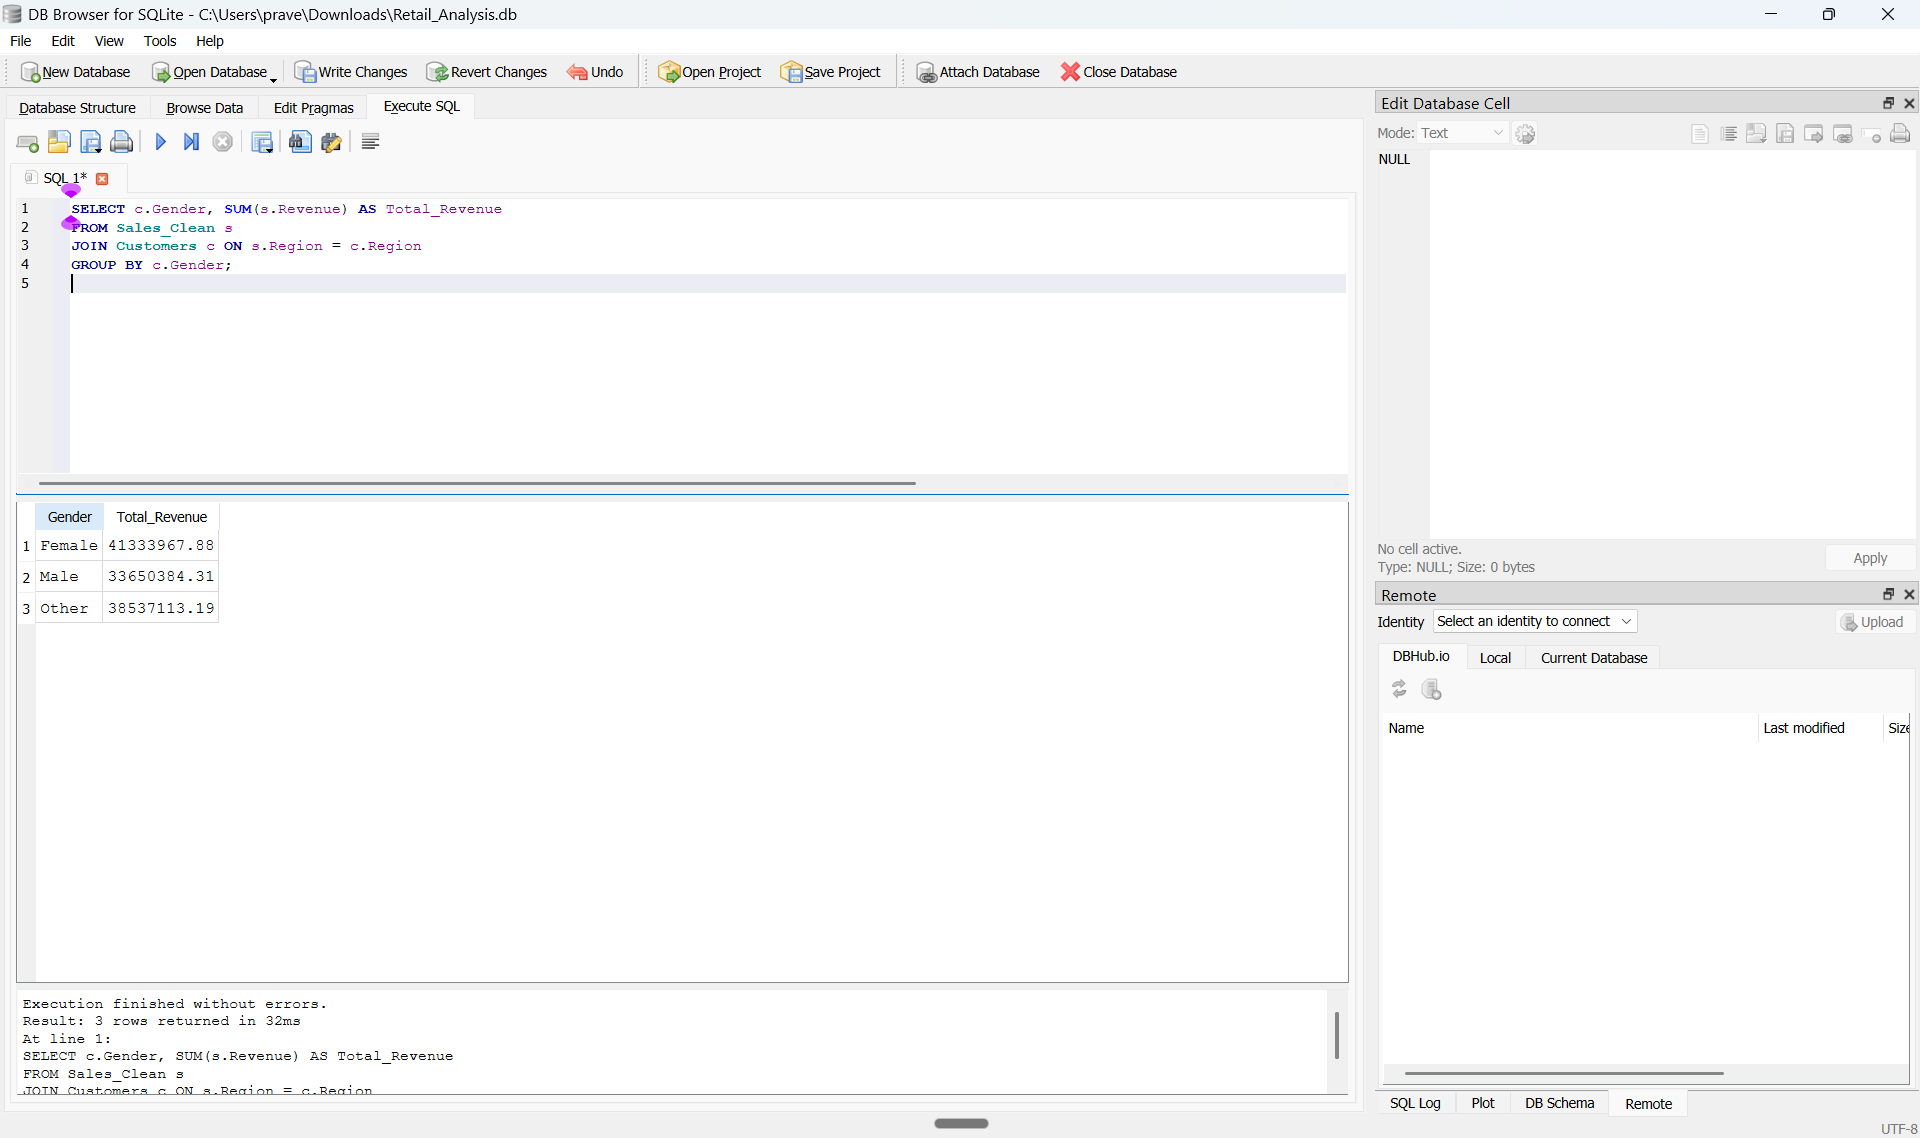 DB Browser for SQLite - C:\Users\prave\Downloads\Retail_Analysis.db
File Edit View Tools Help
New Database Open Database Write Changes Revert Changes Undo Open Project Save Project Attach Database Close Database
Database Structure Browse Data Edit Pragmas Execute SQL
SQL 1*
1 SELECT c.Gender, SUM(s.Revenue) AS Total_Revenue
2 FROM Sales_Clean s
3 JOIN Customers c ON s.Region = c.Region
4 GROUP BY c.Gender;
5
Gender Total_Revenue
1 Female 41333967.88
2 Male 33650384.31
3 Other 38537113.19
Execution finished without errors.
Result: 3 rows returned in 32ms
At line 1:
SELECT c.Gender, SUM(s.Revenue) AS Total_Revenue
FROM Sales_Clean s
JOIN Customers c ON s.Region = c.Region
Edit Database Cell
Mode: Text
NULL
No cell active.
Type: NULL; Size: 0 bytes
Apply
Remote
Identity Select an identity to connect Upload
DBHub.io Local Current Database
Name Last modified Size
SQL Log Plot DB Schema Remote
UTF-8